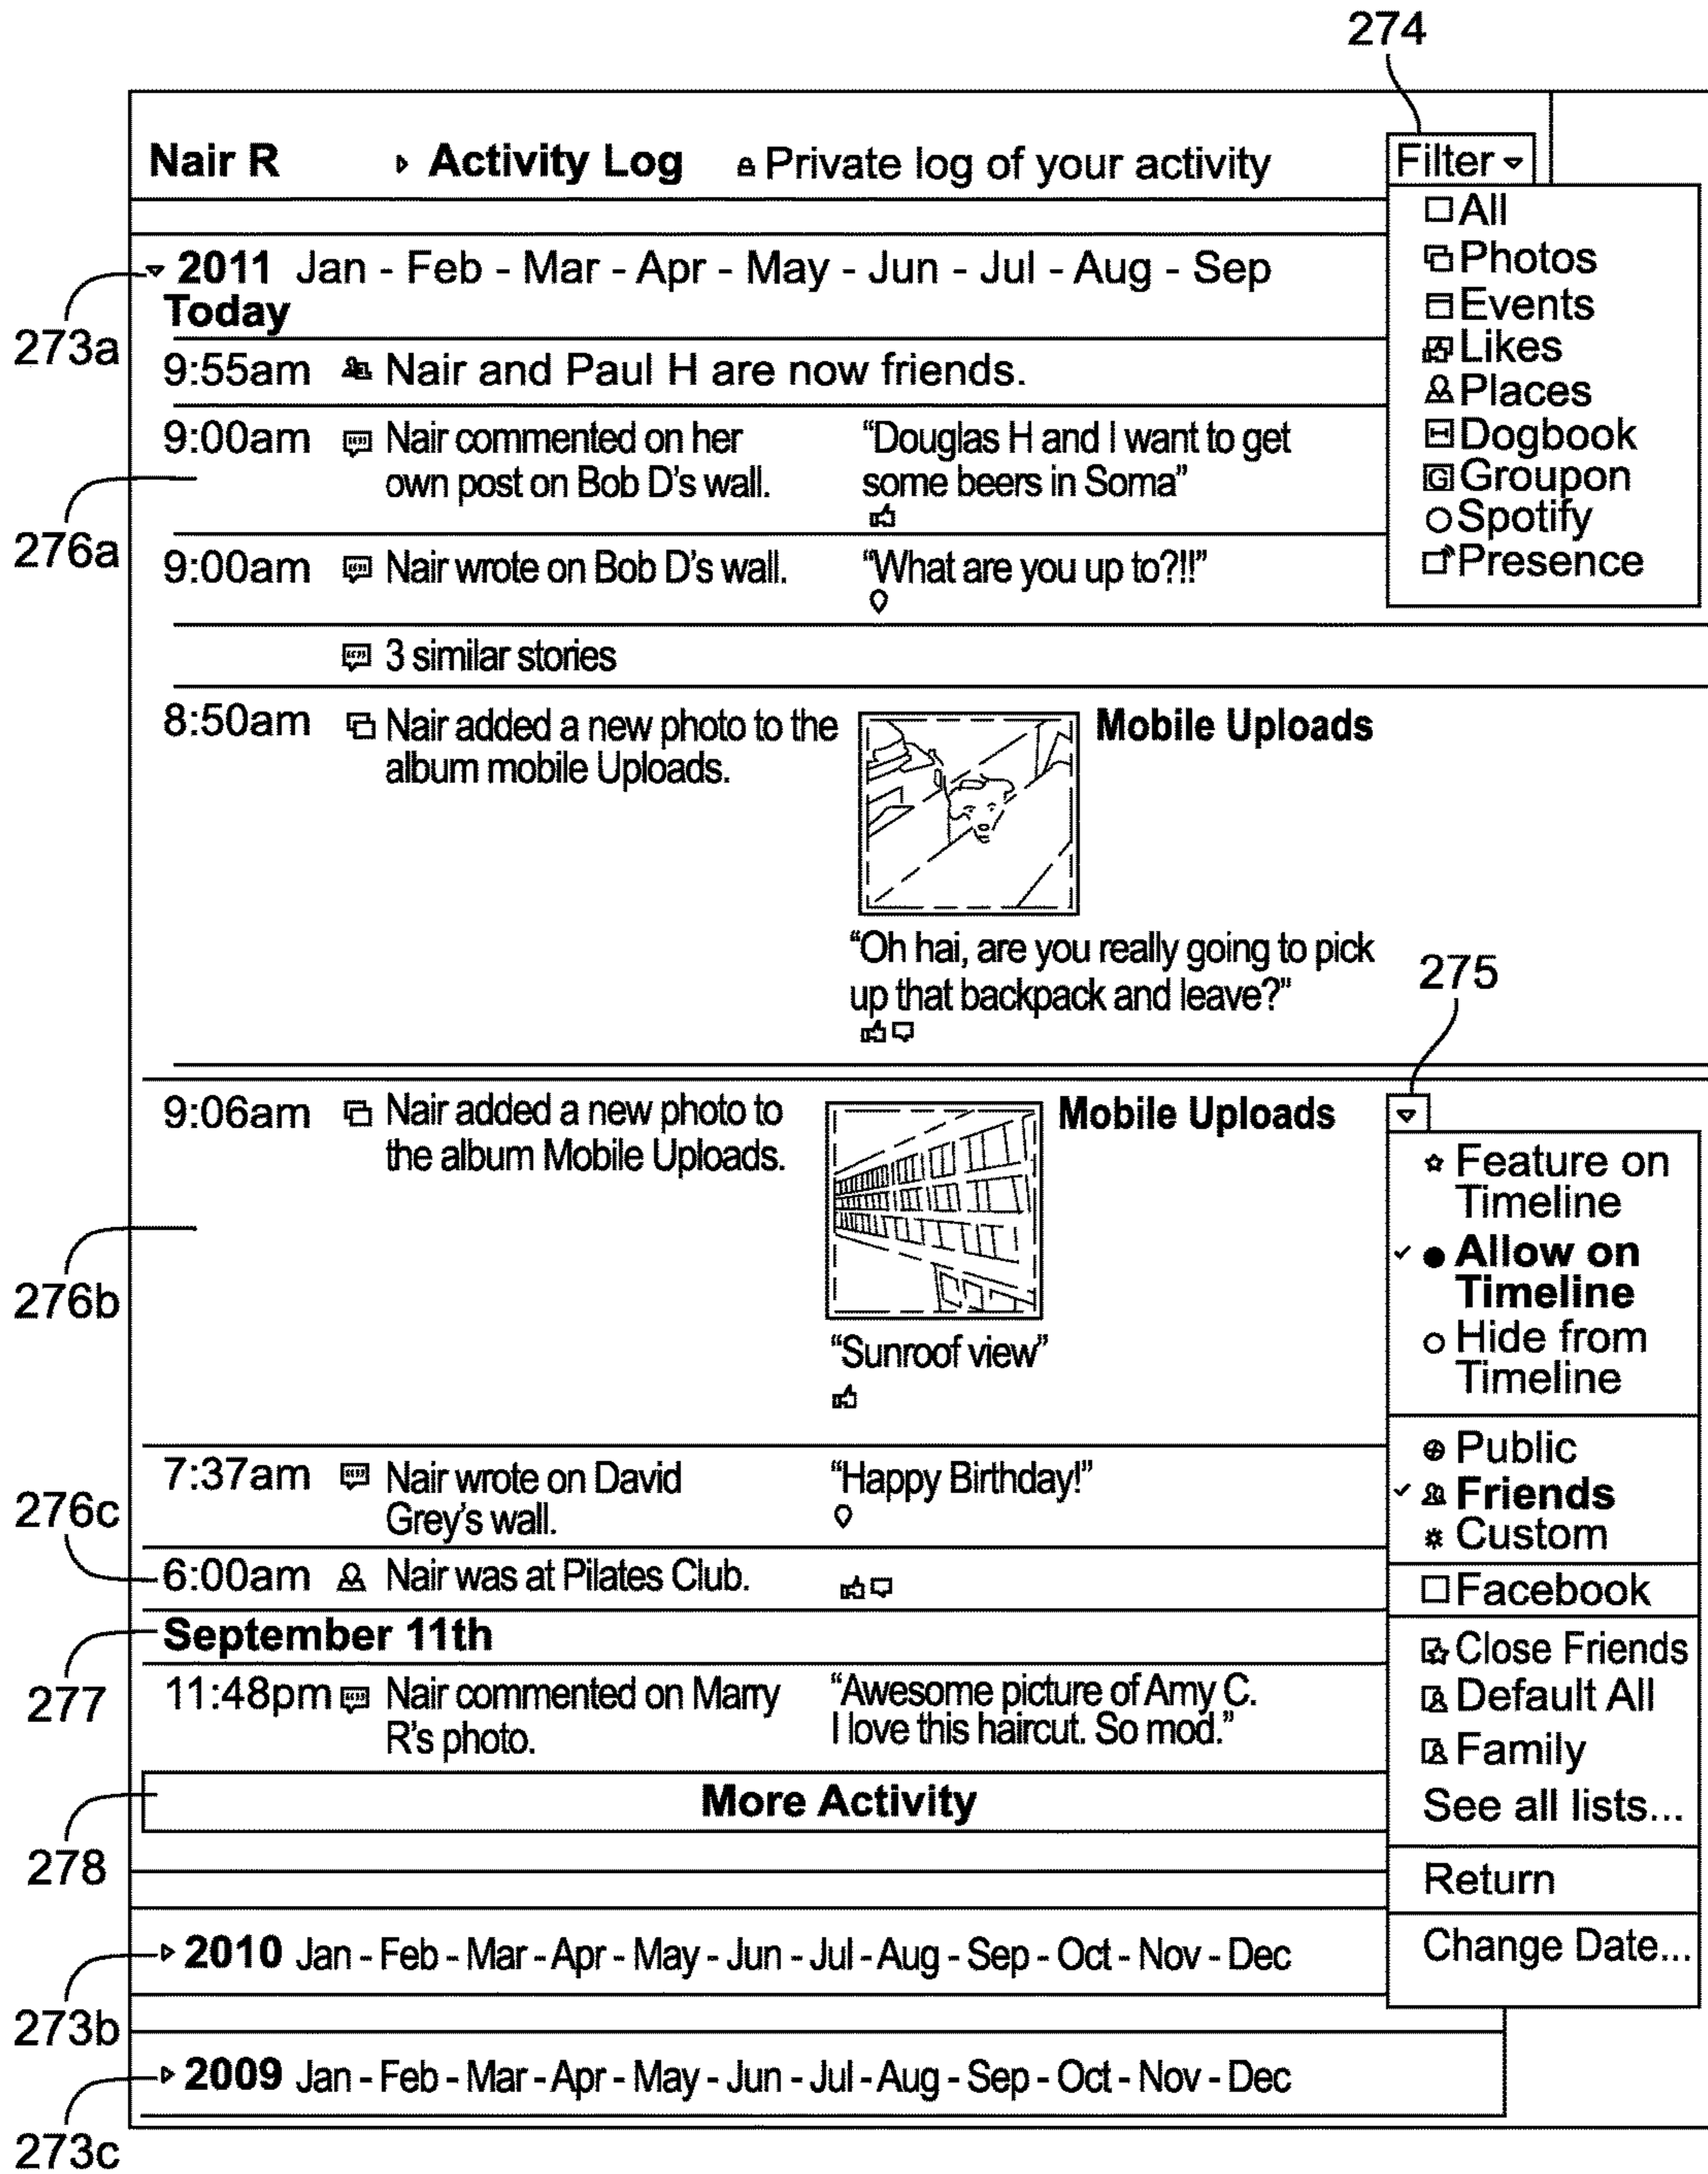 274
Nair R Activity Log Private log of your activity Filter
All
Photos
Events
Likes
Places
Dogbook
Groupon
Spotify
Presence
2011 Jan - Feb - Mar - Apr - May - Jun - Jul - Aug - Sep
273a
Today
9:55am Nair and Paul H are now friends.
9:00am Nair commented on her
own post on Bob D's wall.
“Douglas H and I want to get
some beers in Soma”
276a
9:00am Nair wrote on Bob D's wall. “What are you up to?!!”
3 similar stories
8:50am Nair added a new photo to the
album mobile Uploads.
Mobile Uploads
“Oh hai, are you really going to pick
up that backpack and leave?”
275
9:06am Nair added a new photo to
the album Mobile Uploads.
Mobile Uploads
276b
“Sunroof view”
Feature on
Timeline
Allow on
Timeline
Hide from
Timeline
Public
Friends
Custom
Facebook
Close Friends
Default All
Family
See all lists...
Return
Change Date...
7:37am Nair wrote on David
Grey's wall.
“Happy Birthday!”
276c
6:00am Nair was at Pilates Club.
September 11th
277
11:48pm Nair commented on Marry
R's photo.
“Awesome picture of Amy C.
I love this haircut. So mod.”
More Activity
278
2010 Jan - Feb - Mar - Apr - May - Jun - Jul - Aug - Sep - Oct - Nov - Dec
273b
2009 Jan - Feb - Mar - Apr - May - Jun - Jul - Aug - Sep - Oct - Nov - Dec
273c